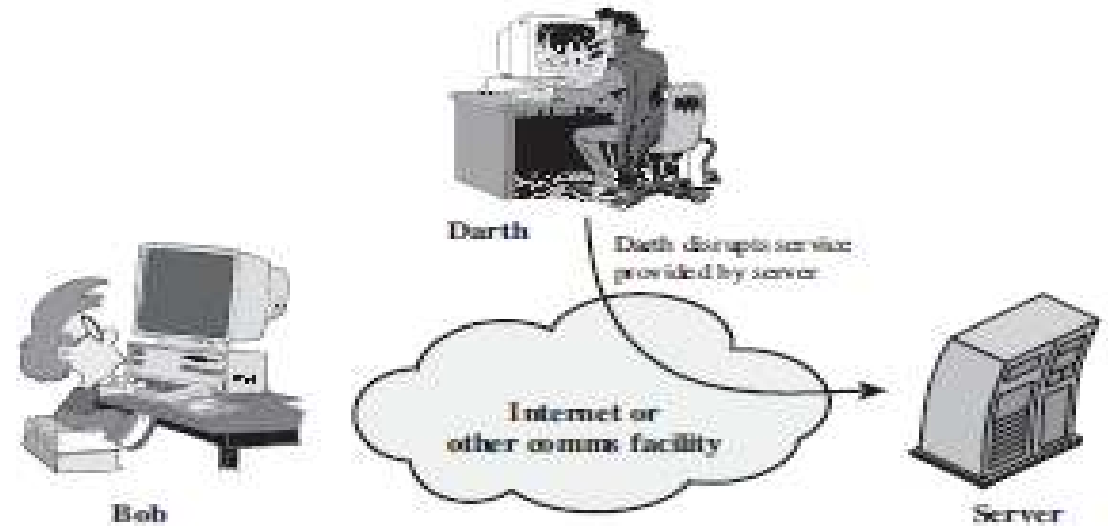 Darth
Darth disrupts service
provided by server
Internet or
other comms facility
Bob
Server